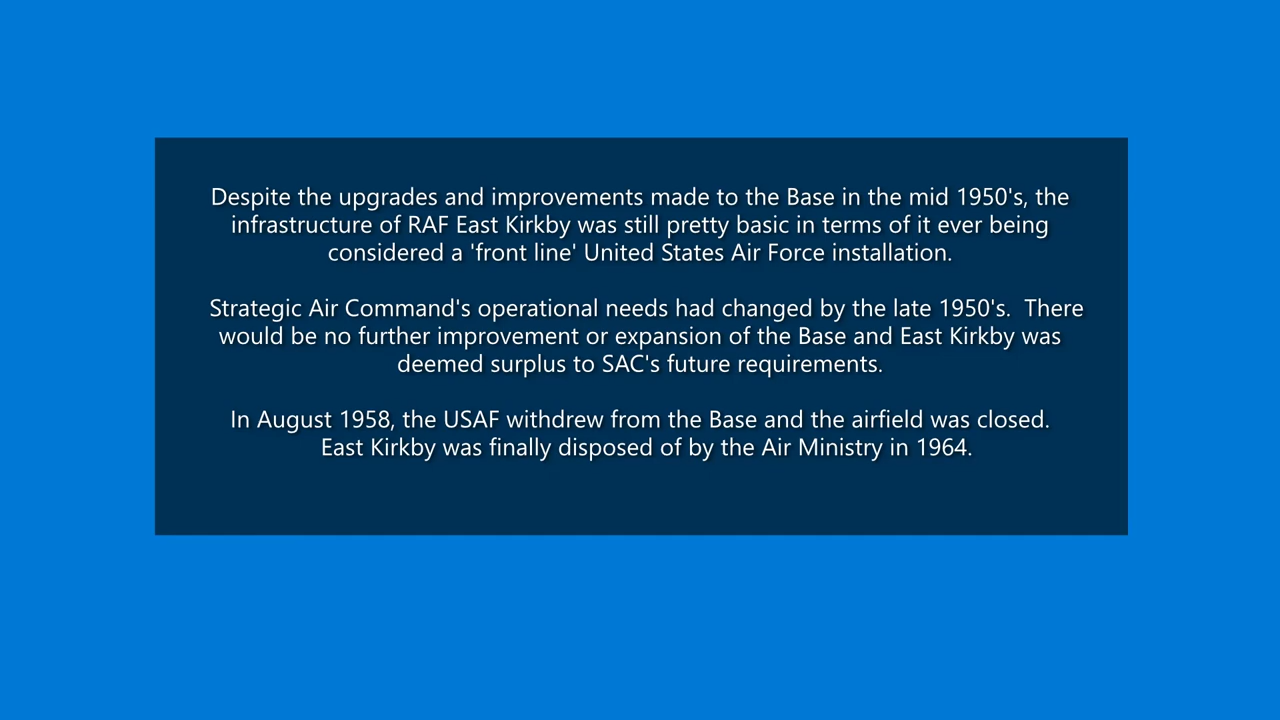 Despite the upgrades and improvements made to the Base in the mid 1950's, the
infrastructure of RAF East Kirkby was still pretty basic in terms of it ever being
considered a 'front line' United States Air Force installation.
Strategic Air Command's operational needs had changed by the late 1950's.  There
would be no further improvement or expansion of the Base and East Kirkby was
deemed surplus to SAC's future requirements.
In August 1958, the USAF withdrew from the Base and the airfield was closed.
East Kirkby was finally disposed of by the Air Ministry in 1964.